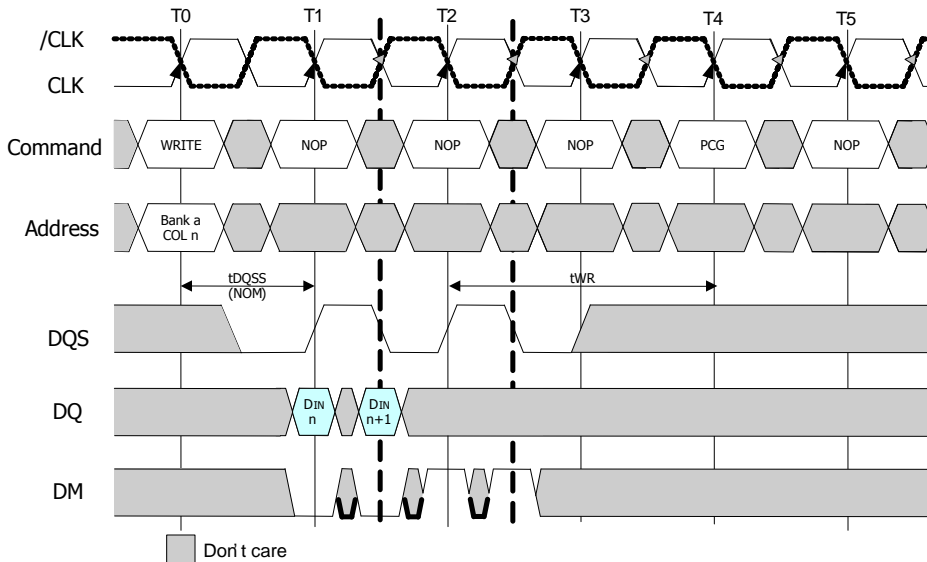 T0 T1 T2 T3 T4 T5
/CLK
CLK
Command WRITE NOP NOP NOP PCG NOP
Address Bank a
COL n
tDQSS tWR
(NOM)
DQS
DQ DIN DIN
n n+1
DM
Don't care